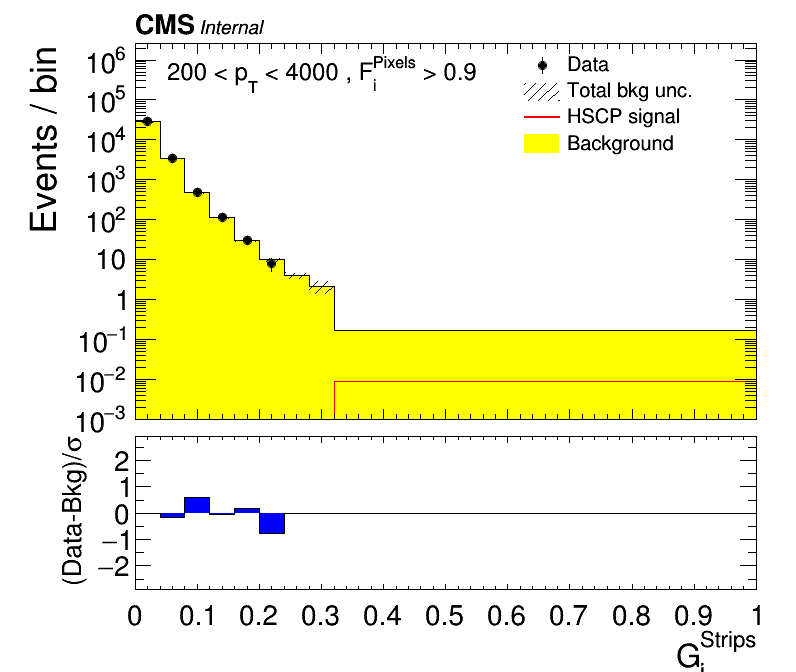 CMS Internal
200 < p_T < 4000 , F_i^Pixels > 0.9
Data
Total bkg unc.
HSCP signal
Background
Events / bin
10^6
10^5
10^4
10^3
10^2
10
1
10^−1
10^−2
10^−3
(Data-Bkg)/σ
2
1
0
−1
−2
0 0.1 0.2 0.3 0.4 0.5 0.6 0.7 0.8 0.9 1
G_i^Strips